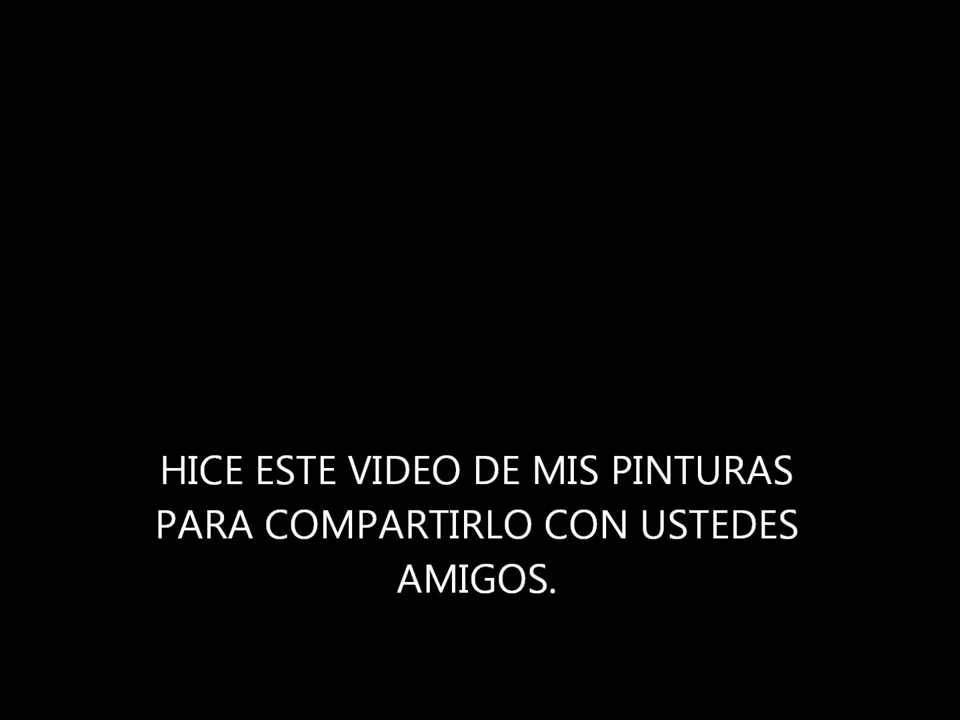 HICE ESTE VIDEO DE MIS PINTURAS
PARA COMPARTIRLO CON USTEDES
AMIGOS.